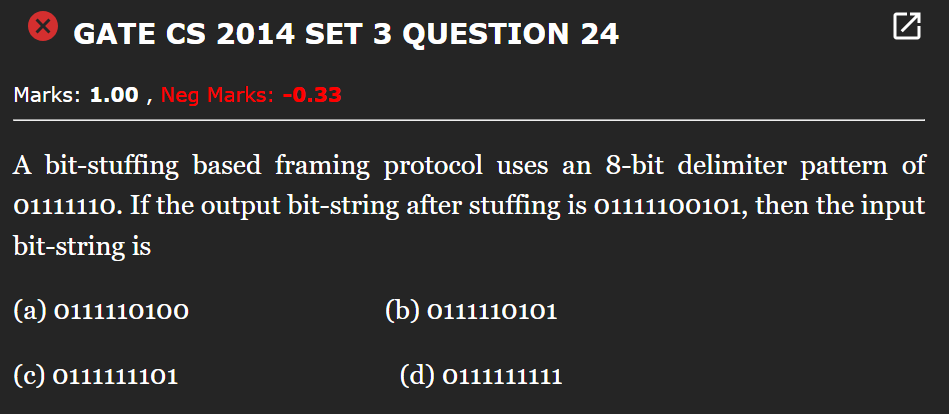 GATE CS 2014 SET 3 QUESTION 24
Marks: 1.00 , Neg Marks: -0.33
A bit-stuffing based framing protocol uses an 8-bit delimiter pattern of
01111110. If the output bit-string after stuffing is 01111100101, then the input
bit-string is
(a) 0111110100 (b) 0111110101
(c) 0111111101 (d) 0111111111